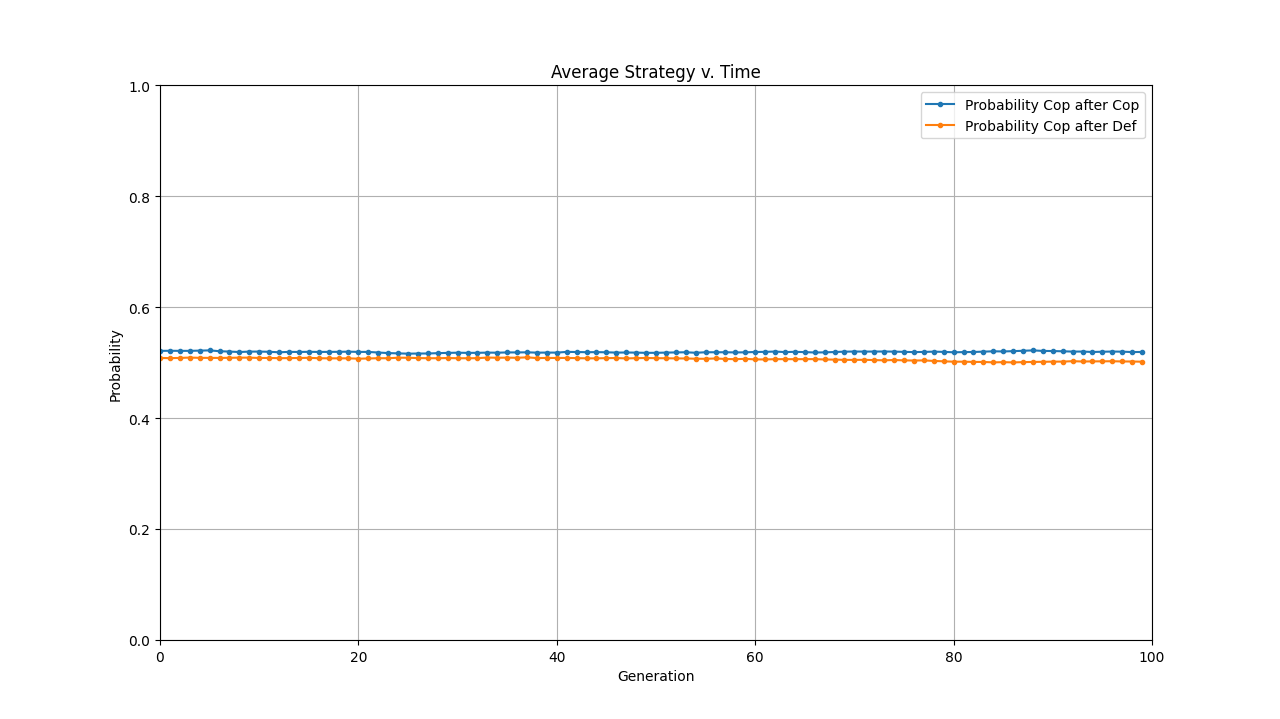 Average Strategy v. Time
Probability Cop after Cop
Probability Cop after Def
1.0
0.8
0.6
0.4
0.2
0.0
Probability
0 20 40 60 80 100
Generation